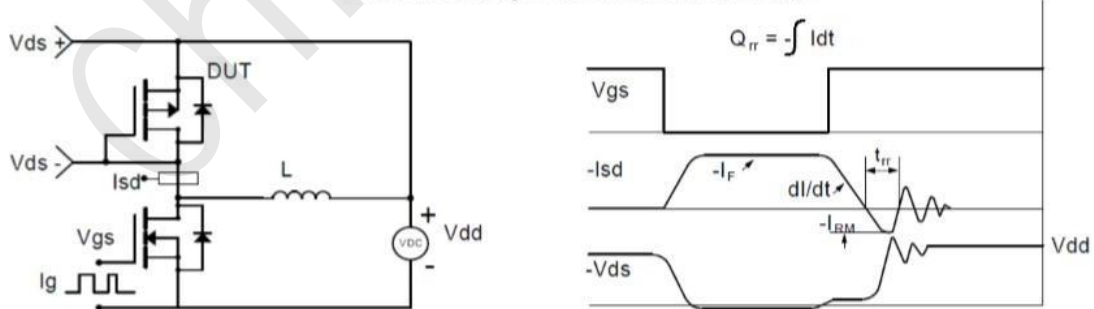 Vds +
DUT
Vds -
Isd
L
Vgs
Ig
+
VDC
-
Vdd
Qrr = -∫ Idt
Vgs
-Isd
-IF
dI/dt
trr
-IRM
Vdd
-Vds